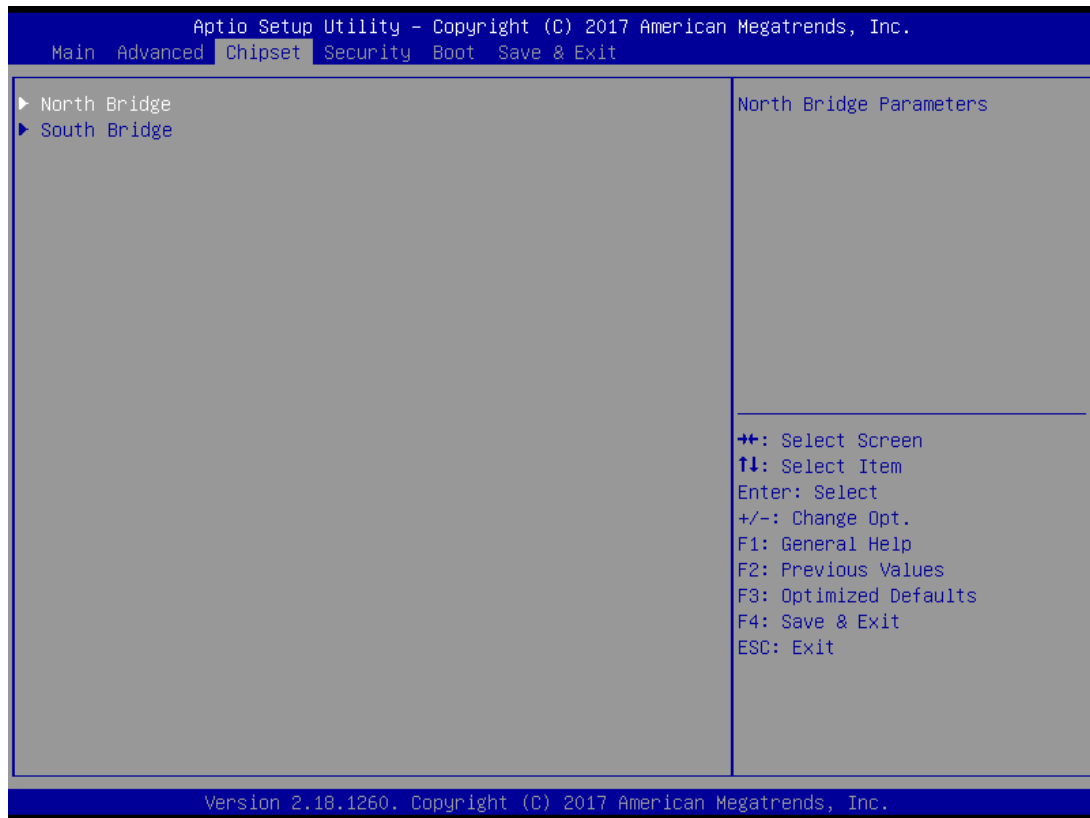 Aptio Setup Utility – Copyright (C) 2017 American Megatrends, Inc.
Main Advanced Chipset Security Boot Save & Exit
► North Bridge
► South Bridge
North Bridge Parameters
→←: Select Screen
↑↓: Select Item
Enter: Select
+/-: Change Opt.
F1: General Help
F2: Previous Values
F3: Optimized Defaults
F4: Save & Exit
ESC: Exit
Version 2.18.1260. Copyright (C) 2017 American Megatrends, Inc.